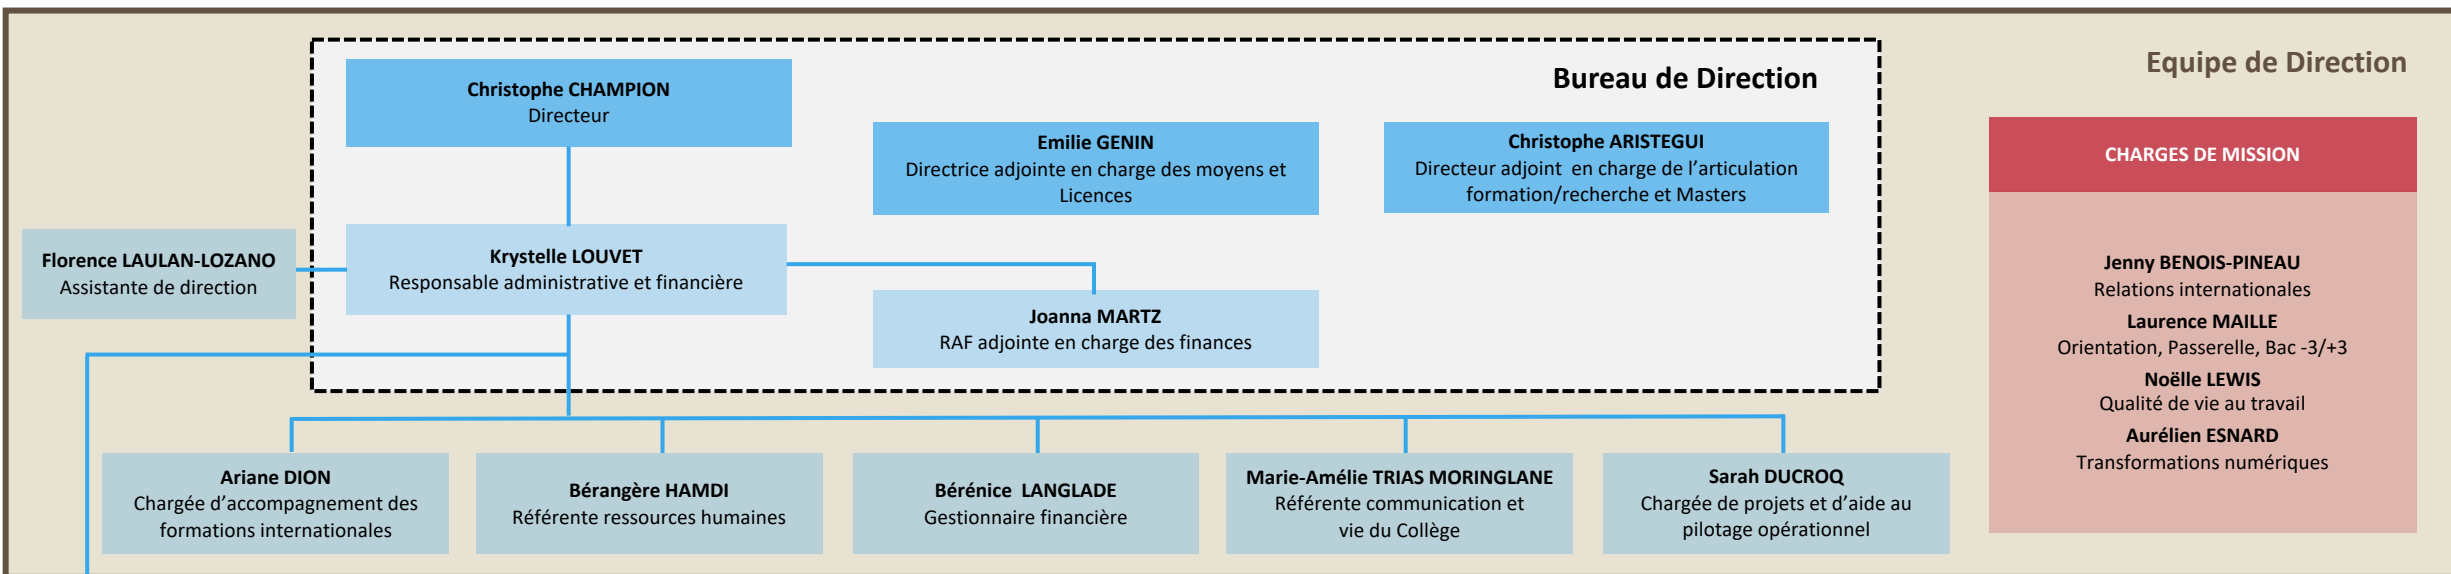 Equipe de Direction
Bureau de Direction
Christophe CHAMPION
Directeur
Emilie GENIN
Directrice adjointe en charge des moyens et
Licences
Christophe ARISTEGUI
Directeur adjoint  en charge de l’articulation
formation/recherche et Masters
Florence LAULAN-LOZANO
Assistante de direction
Krystelle LOUVET
Responsable administrative et financière
Joanna MARTZ
RAF adjointe en charge des finances
CHARGES DE MISSION
Jenny BENOIS-PINEAU
Relations internationales
Laurence MAILLE
Orientation, Passerelle, Bac -3/+3
Noëlle LEWIS
Qualité de vie au travail
Aurélien ESNARD
Transformations numériques
Ariane DION
Chargée d’accompagnement des
formations internationales
Bérangère HAMDI
Référente ressources humaines
Bérénice  LANGLADE
Gestionnaire financière
Marie-Amélie TRIAS MORINGLANE
Référente communication et
vie du Collège
Sarah DUCROQ
Chargée de projets et d’aide au
pilotage opérationnel